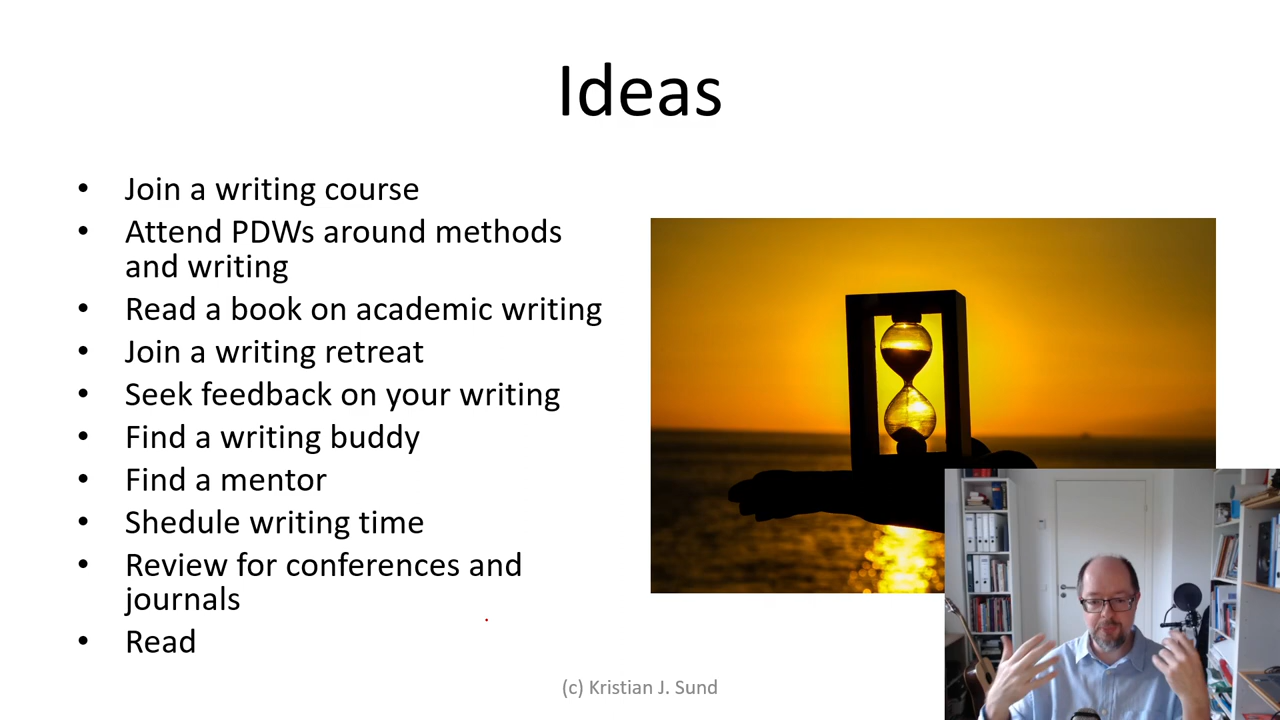 Ideas
• Join a writing course
• Attend PDWs around methods
and writing
• Read a book on academic writing
• Join a writing retreat
• Seek feedback on your writing
• Find a writing buddy
• Find a mentor
• Shedule writing time
• Review for conferences and
journals
• Read
(c) Kristian J. Sund